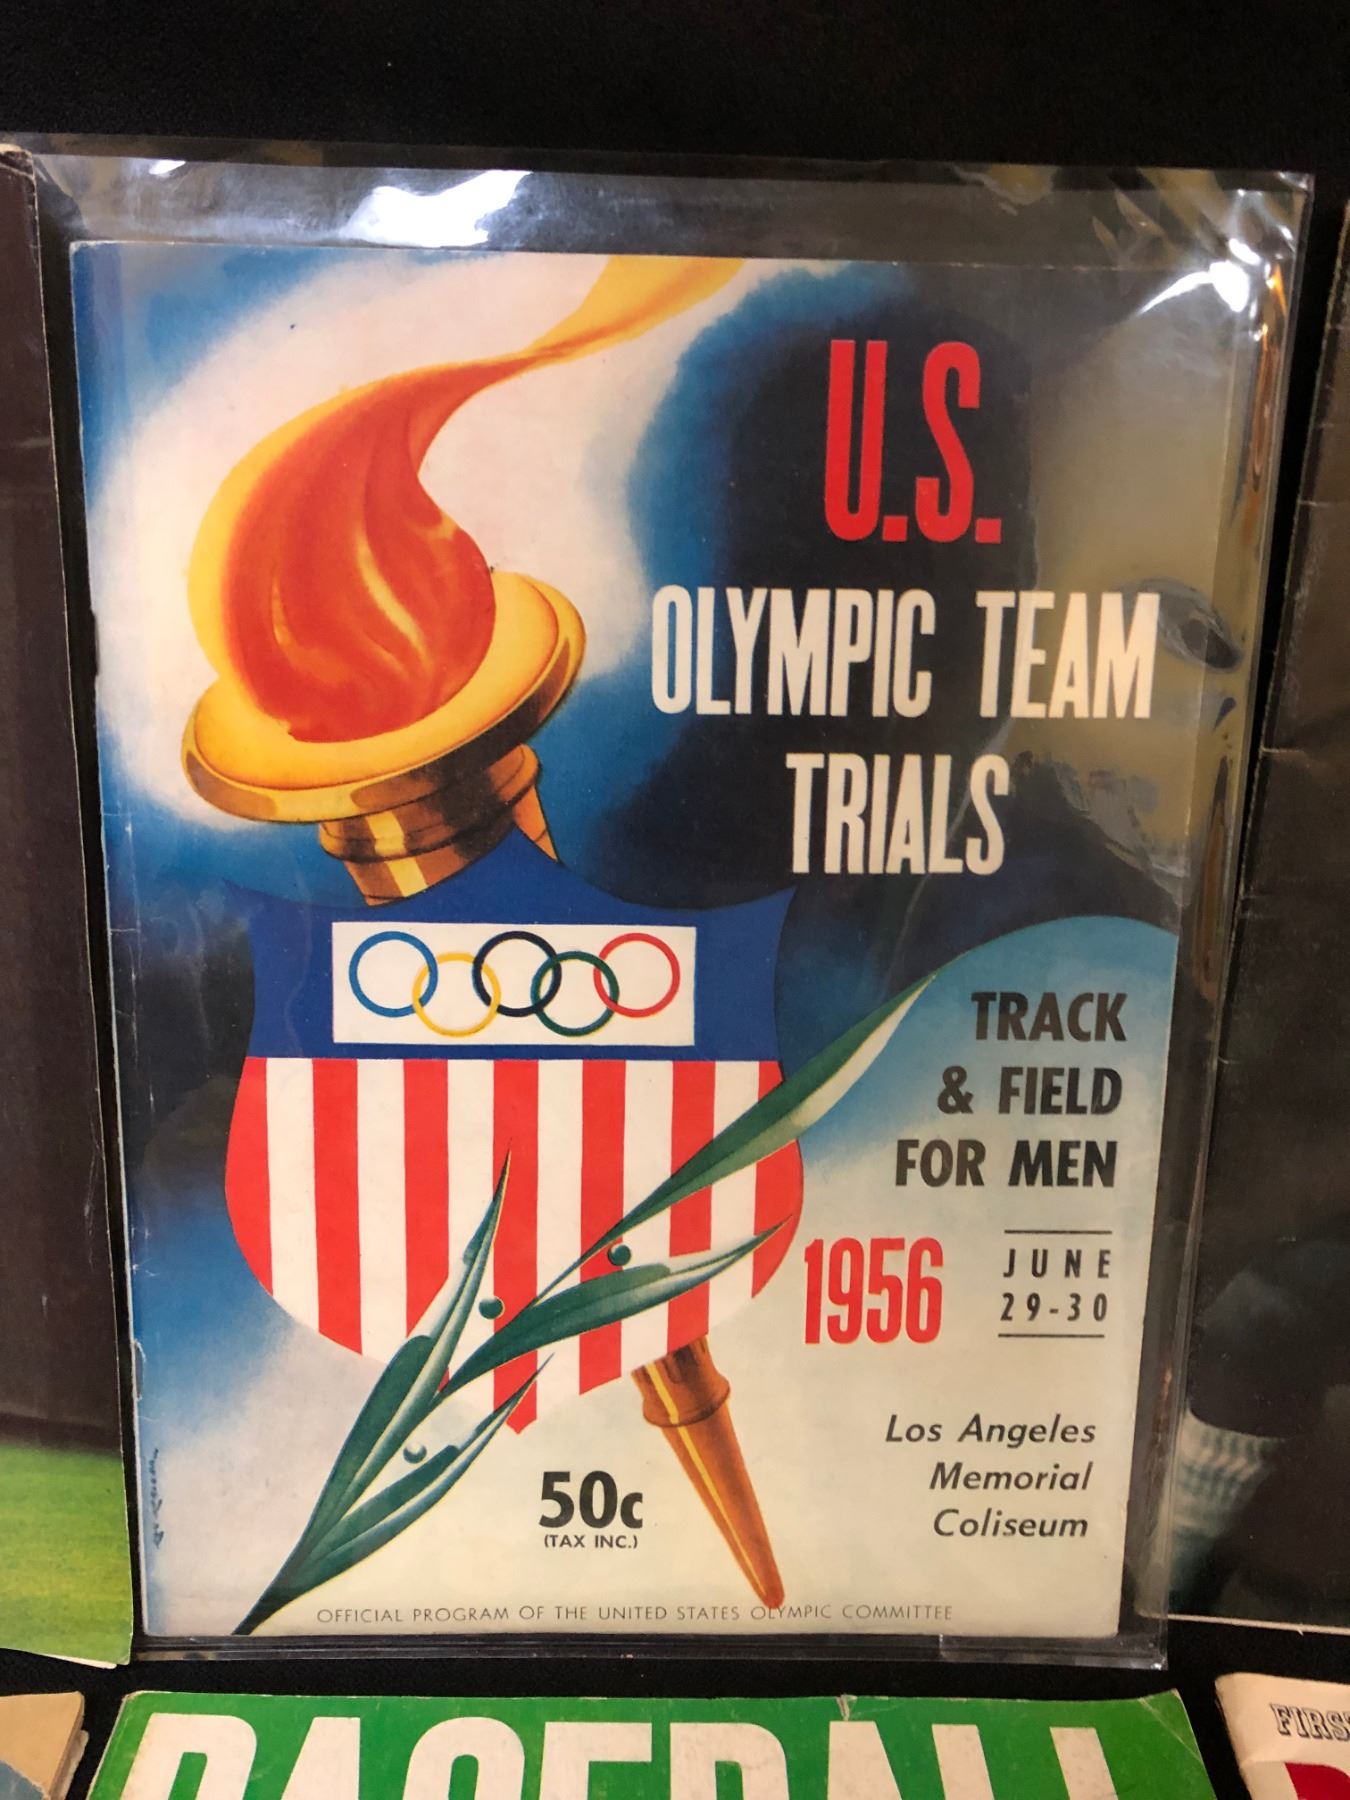 U.S.
OLYMPIC TEAM
TRIALS
TRACK
& FIELD
FOR MEN
1956
JUNE
29-30
Los Angeles
Memorial
Coliseum
50c
(TAX INC.)
OFFICIAL PROGRAM OF THE UNITED STATES OLYMPIC COMMITTEE
BASEBALL